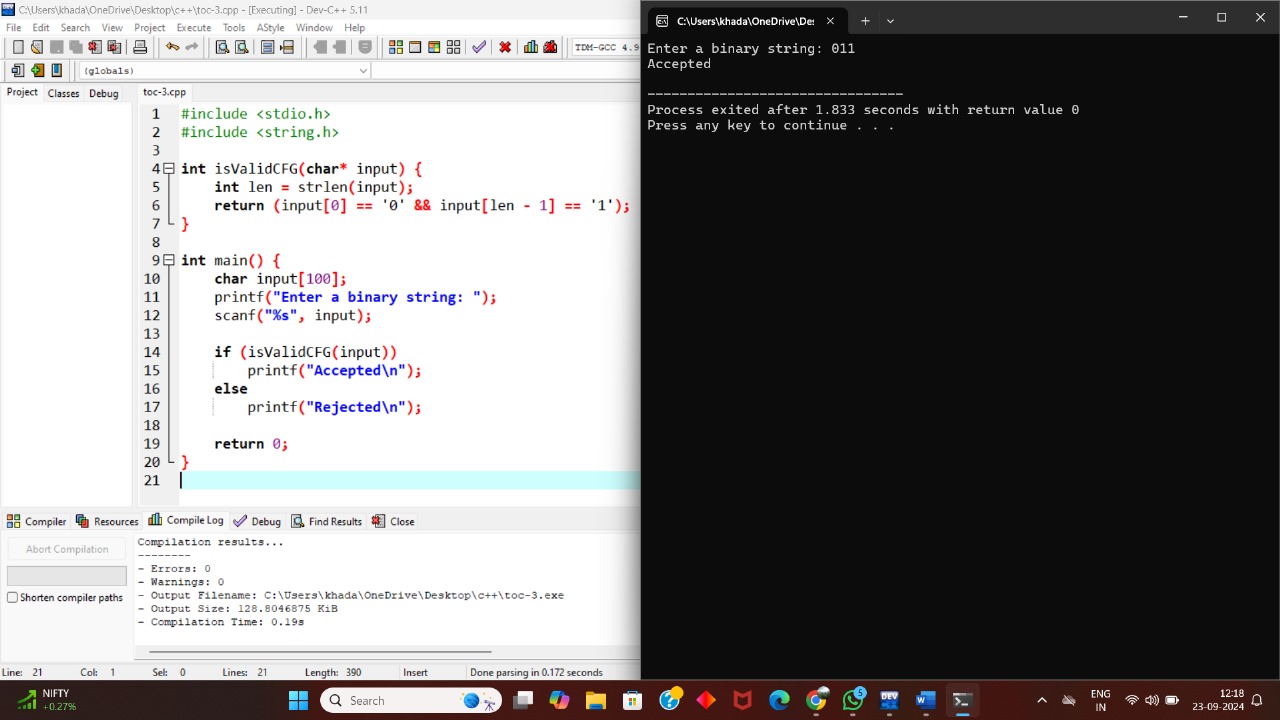 C:\Users\khada\OneDrive\Desktop\c++\toc-3.cpp - [Executing] - Dev-C++ 5.11
File Edit Search View Project Execute Tools AStyle Window Help
TDM-GCC 4.9
(globals)
Project Classes Debug
toc-3.cpp
1 #include <stdio.h>
2 #include <string.h>
3
4 int isValidCFG(char* input) {
5 int len = strlen(input);
6 return (input[0] == '0' && input[len - 1] == '1');
7 }
8
9 int main() {
10 char input[100];
11 printf("Enter a binary string: ");
12 scanf("%s", input);
13
14 if (isValidCFG(input))
15 printf("Accepted\n");
16 else
17 printf("Rejected\n");
18
19 return 0;
20 }
21
Compiler Resources Compile Log Debug Find Results Close
Abort Compilation
Shorten compiler paths
Compilation results...
--------
- Errors: 0
- Warnings: 0
- Output Filename: C:\Users\khada\OneDrive\Desktop\c++\toc-3.exe
- Output Size: 128.8046875 KiB
- Compilation Time: 0.19s
Line: 21 Col: 1 Sel: 0 Lines: 21 Length: 390 Insert Done parsing in 0.172 seconds
C:\Users\khada\OneDrive\Des
Enter a binary string: 011
Accepted
--------------------------------
Process exited after 1.833 seconds with return value 0
Press any key to continue . . .
NIFTY
+0.27%
Search
DEV
5
DEV
ENG
IN
12:18
23-09-2024